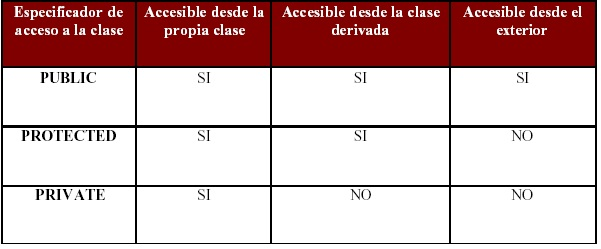 Especificador de acceso a la clase	Accesible desde la propia clase	Accesible desde la clase derivada	Accesible desde el exterior
PUBLIC	SI	SI	SI
PROTECTED	SI	SI	NO
PRIVATE	SI	NO	NO